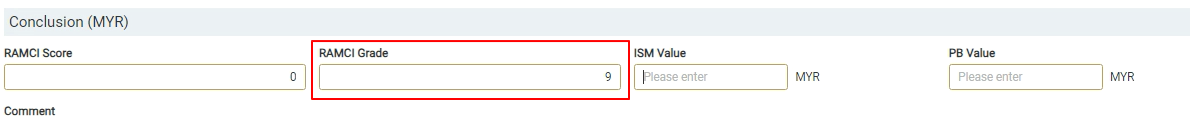 Conclusion (MYR)
RAMCI Score RAMCI Grade ISM Value PB Value
0 9 Please enter MYR Please enter MYR
Comment